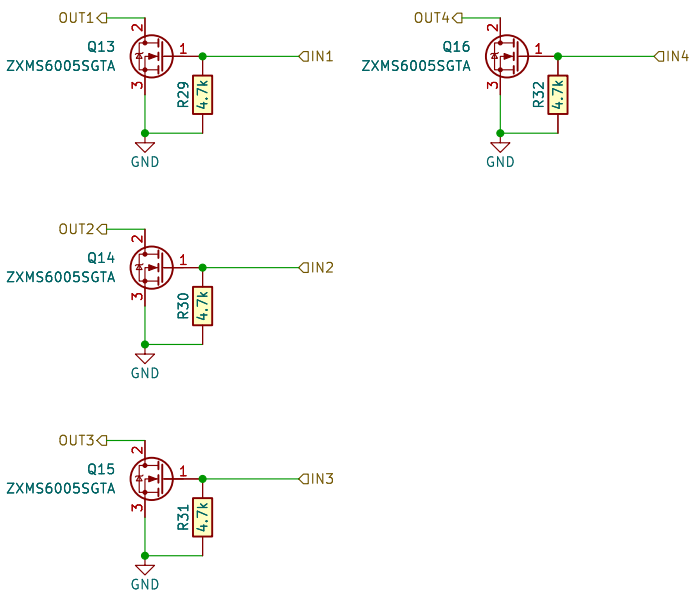 OUT1
2
Q13
ZXMS6005SGTA
1
IN1
3
R29
4.7k
GND
OUT4
2
Q16
ZXMS6005SGTA
1
IN4
3
R32
4.7k
GND
OUT2
2
Q14
ZXMS6005SGTA
1
IN2
3
R30
4.7k
GND
OUT3
2
Q15
ZXMS6005SGTA
1
IN3
3
R31
4.7k
GND